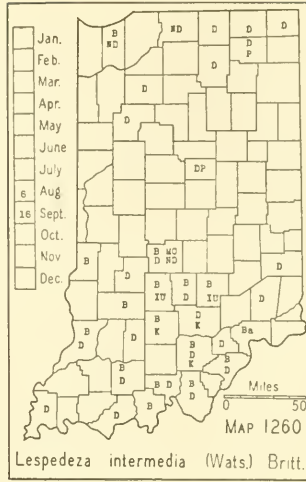 Jan.
Feb.
Mar.
Apr.
May
June
July
6 Aug
16 Sept.
Oct.
Nov
Dec.
B
ND
ND
D
D
D
D
P
D
D
D
DP
B
D
MO
NO
B
D
B
IU
B
D
B
IU
D
B
K
D
K
Ba
B
D
D
B
D
K
D
B
D
B
D
B D
B
D
D
D
B
D
Miles
0 50
MAP 1260
Lespedeza intermedia (Wats.) Britt.